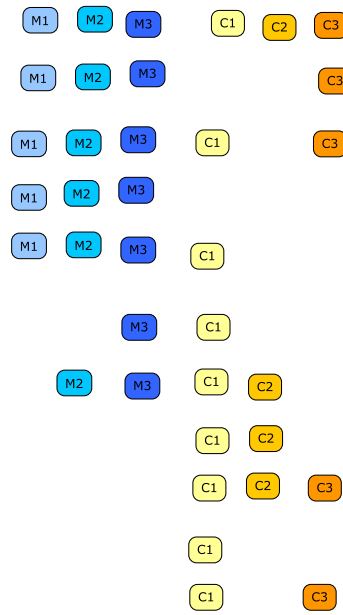 M1 M2 M3 C1 C2 C3
M1 M2 M3 C3
M1 M2 M3 C1 C3
M1 M2 M3
M1 M2 M3 C1
M3 C1
M2 M3 C1 C2
C1 C2
C1 C2 C3
C1
C1 C3